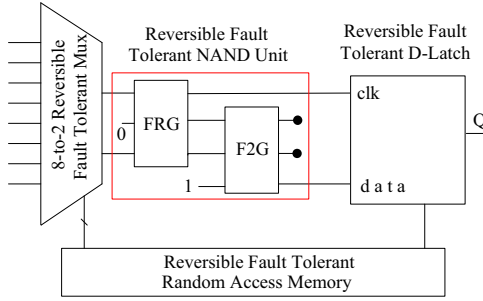 Reversible Fault
Tolerant NAND Unit
Reversible Fault
Tolerant D-Latch
8-to-2 Reversible
Fault Tolerant Mux
FRG
0
F2G
1
clk
data
Q
Reversible Fault Tolerant
Random Access Memory